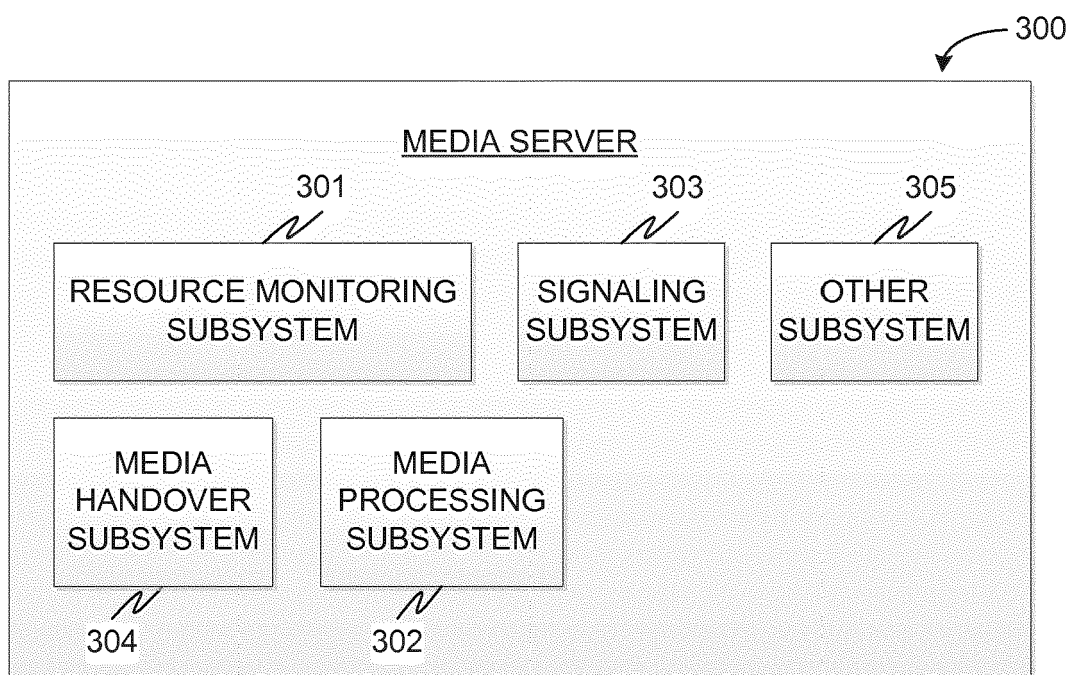 300
MEDIA SERVER
301
303
305
RESOURCE MONITORING
SUBSYSTEM
SIGNALING
SUBSYSTEM
OTHER
SUBSYSTEM
MEDIA
HANDOVER
SUBSYSTEM
MEDIA
PROCESSING
SUBSYSTEM
304
302